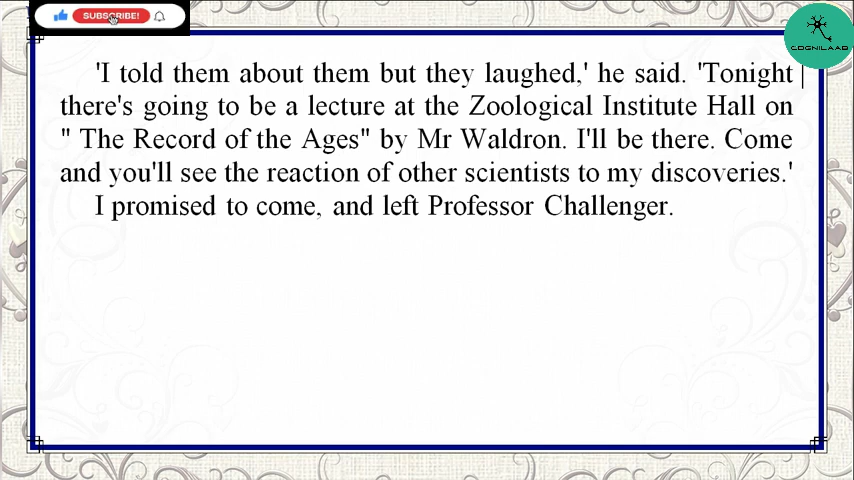 SUBSCRIBE!
COGNILAAB
'I told them about them but they laughed,' he said. 'Tonight
there's going to be a lecture at the Zoological Institute Hall on
" The Record of the Ages" by Mr Waldron. I'll be there. Come
and you'll see the reaction of other scientists to my discoveries.'
I promised to come, and left Professor Challenger.